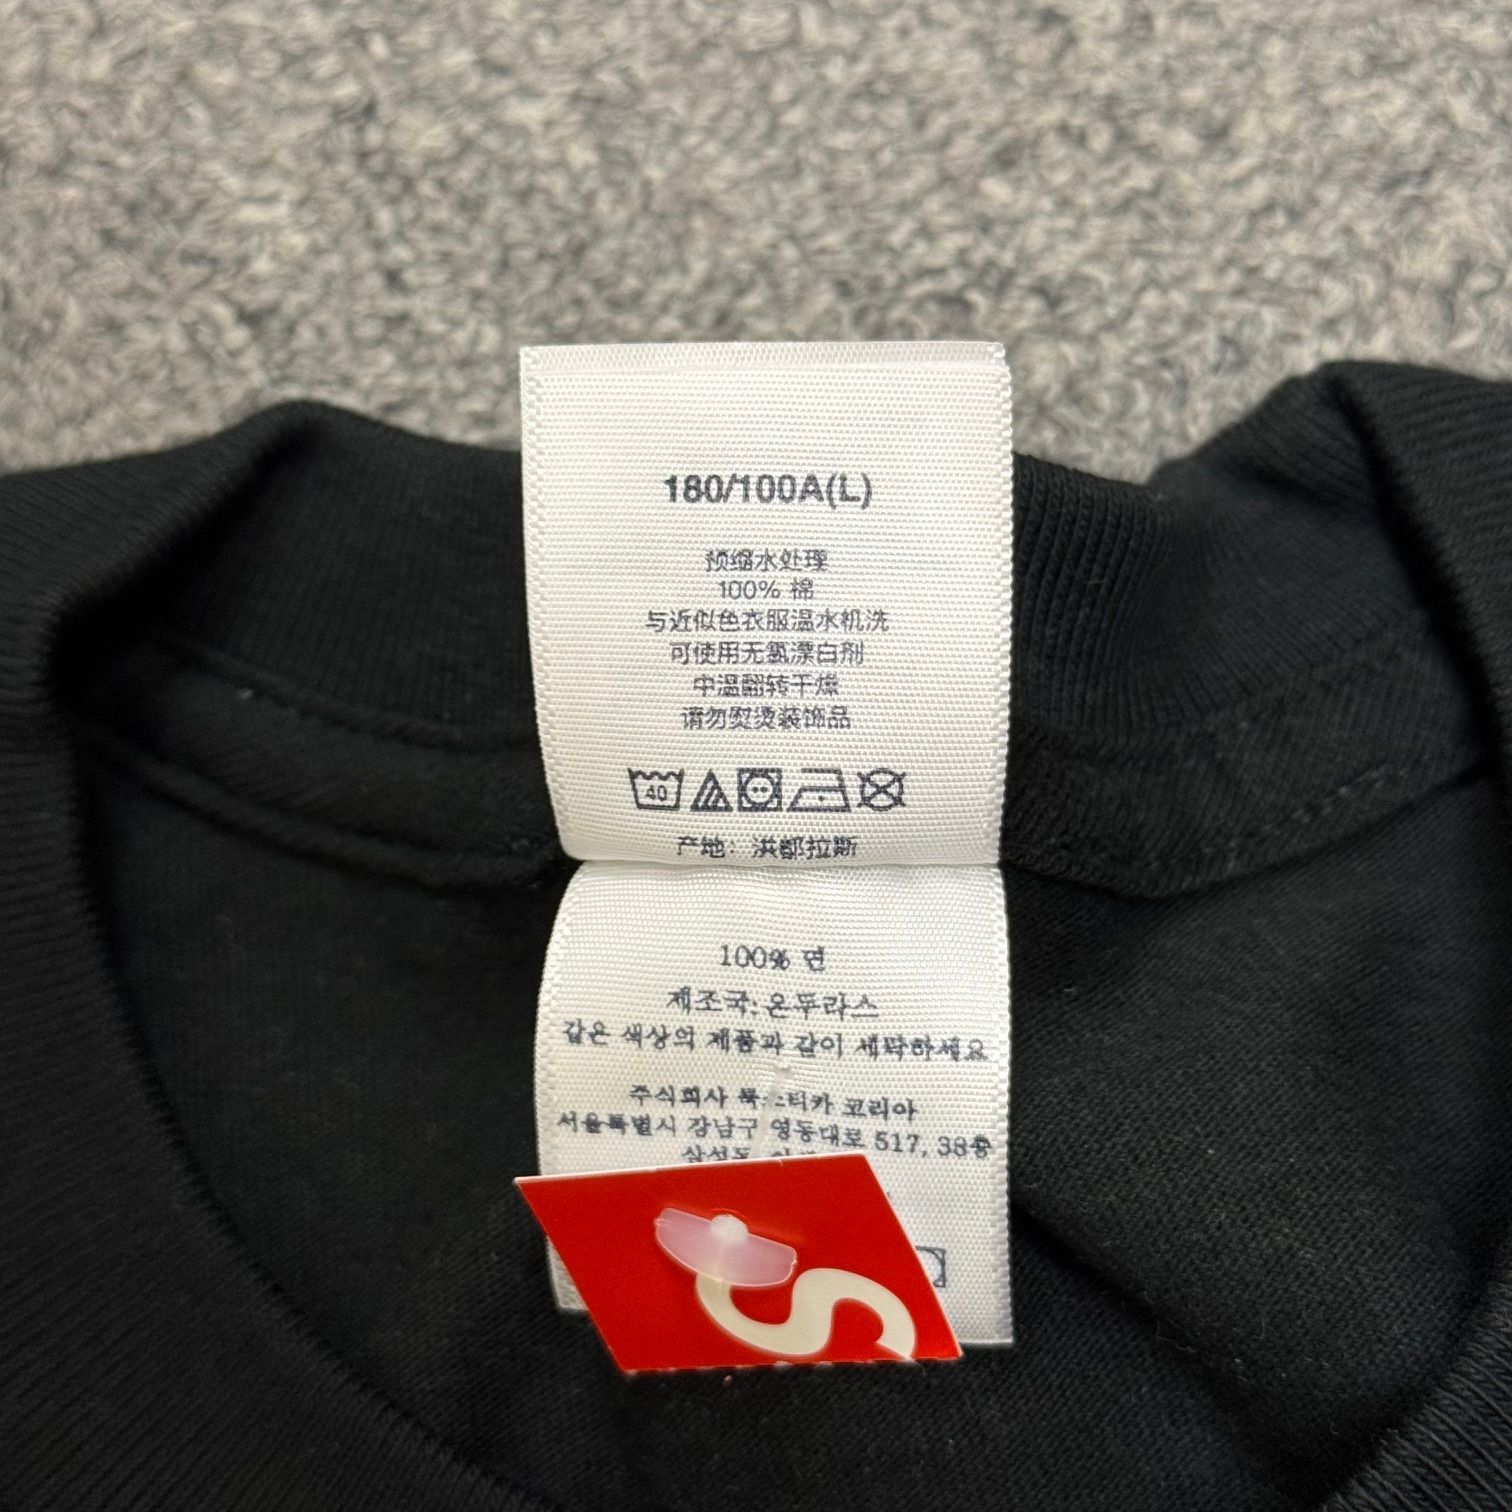 180/100A(L)
预缩水处理
100% 棉
与近似色衣服温水机洗
可使用无氯漂白剂
中温翻转干燥
请勿熨烫装饰品
40
产地：洪都拉斯
100% 면
제조국:온두라스
같은 색상의 제품과 같이 세탁하세요
주식회사 코리아
서울특별시 강남구 영동대로 517, 38층
S